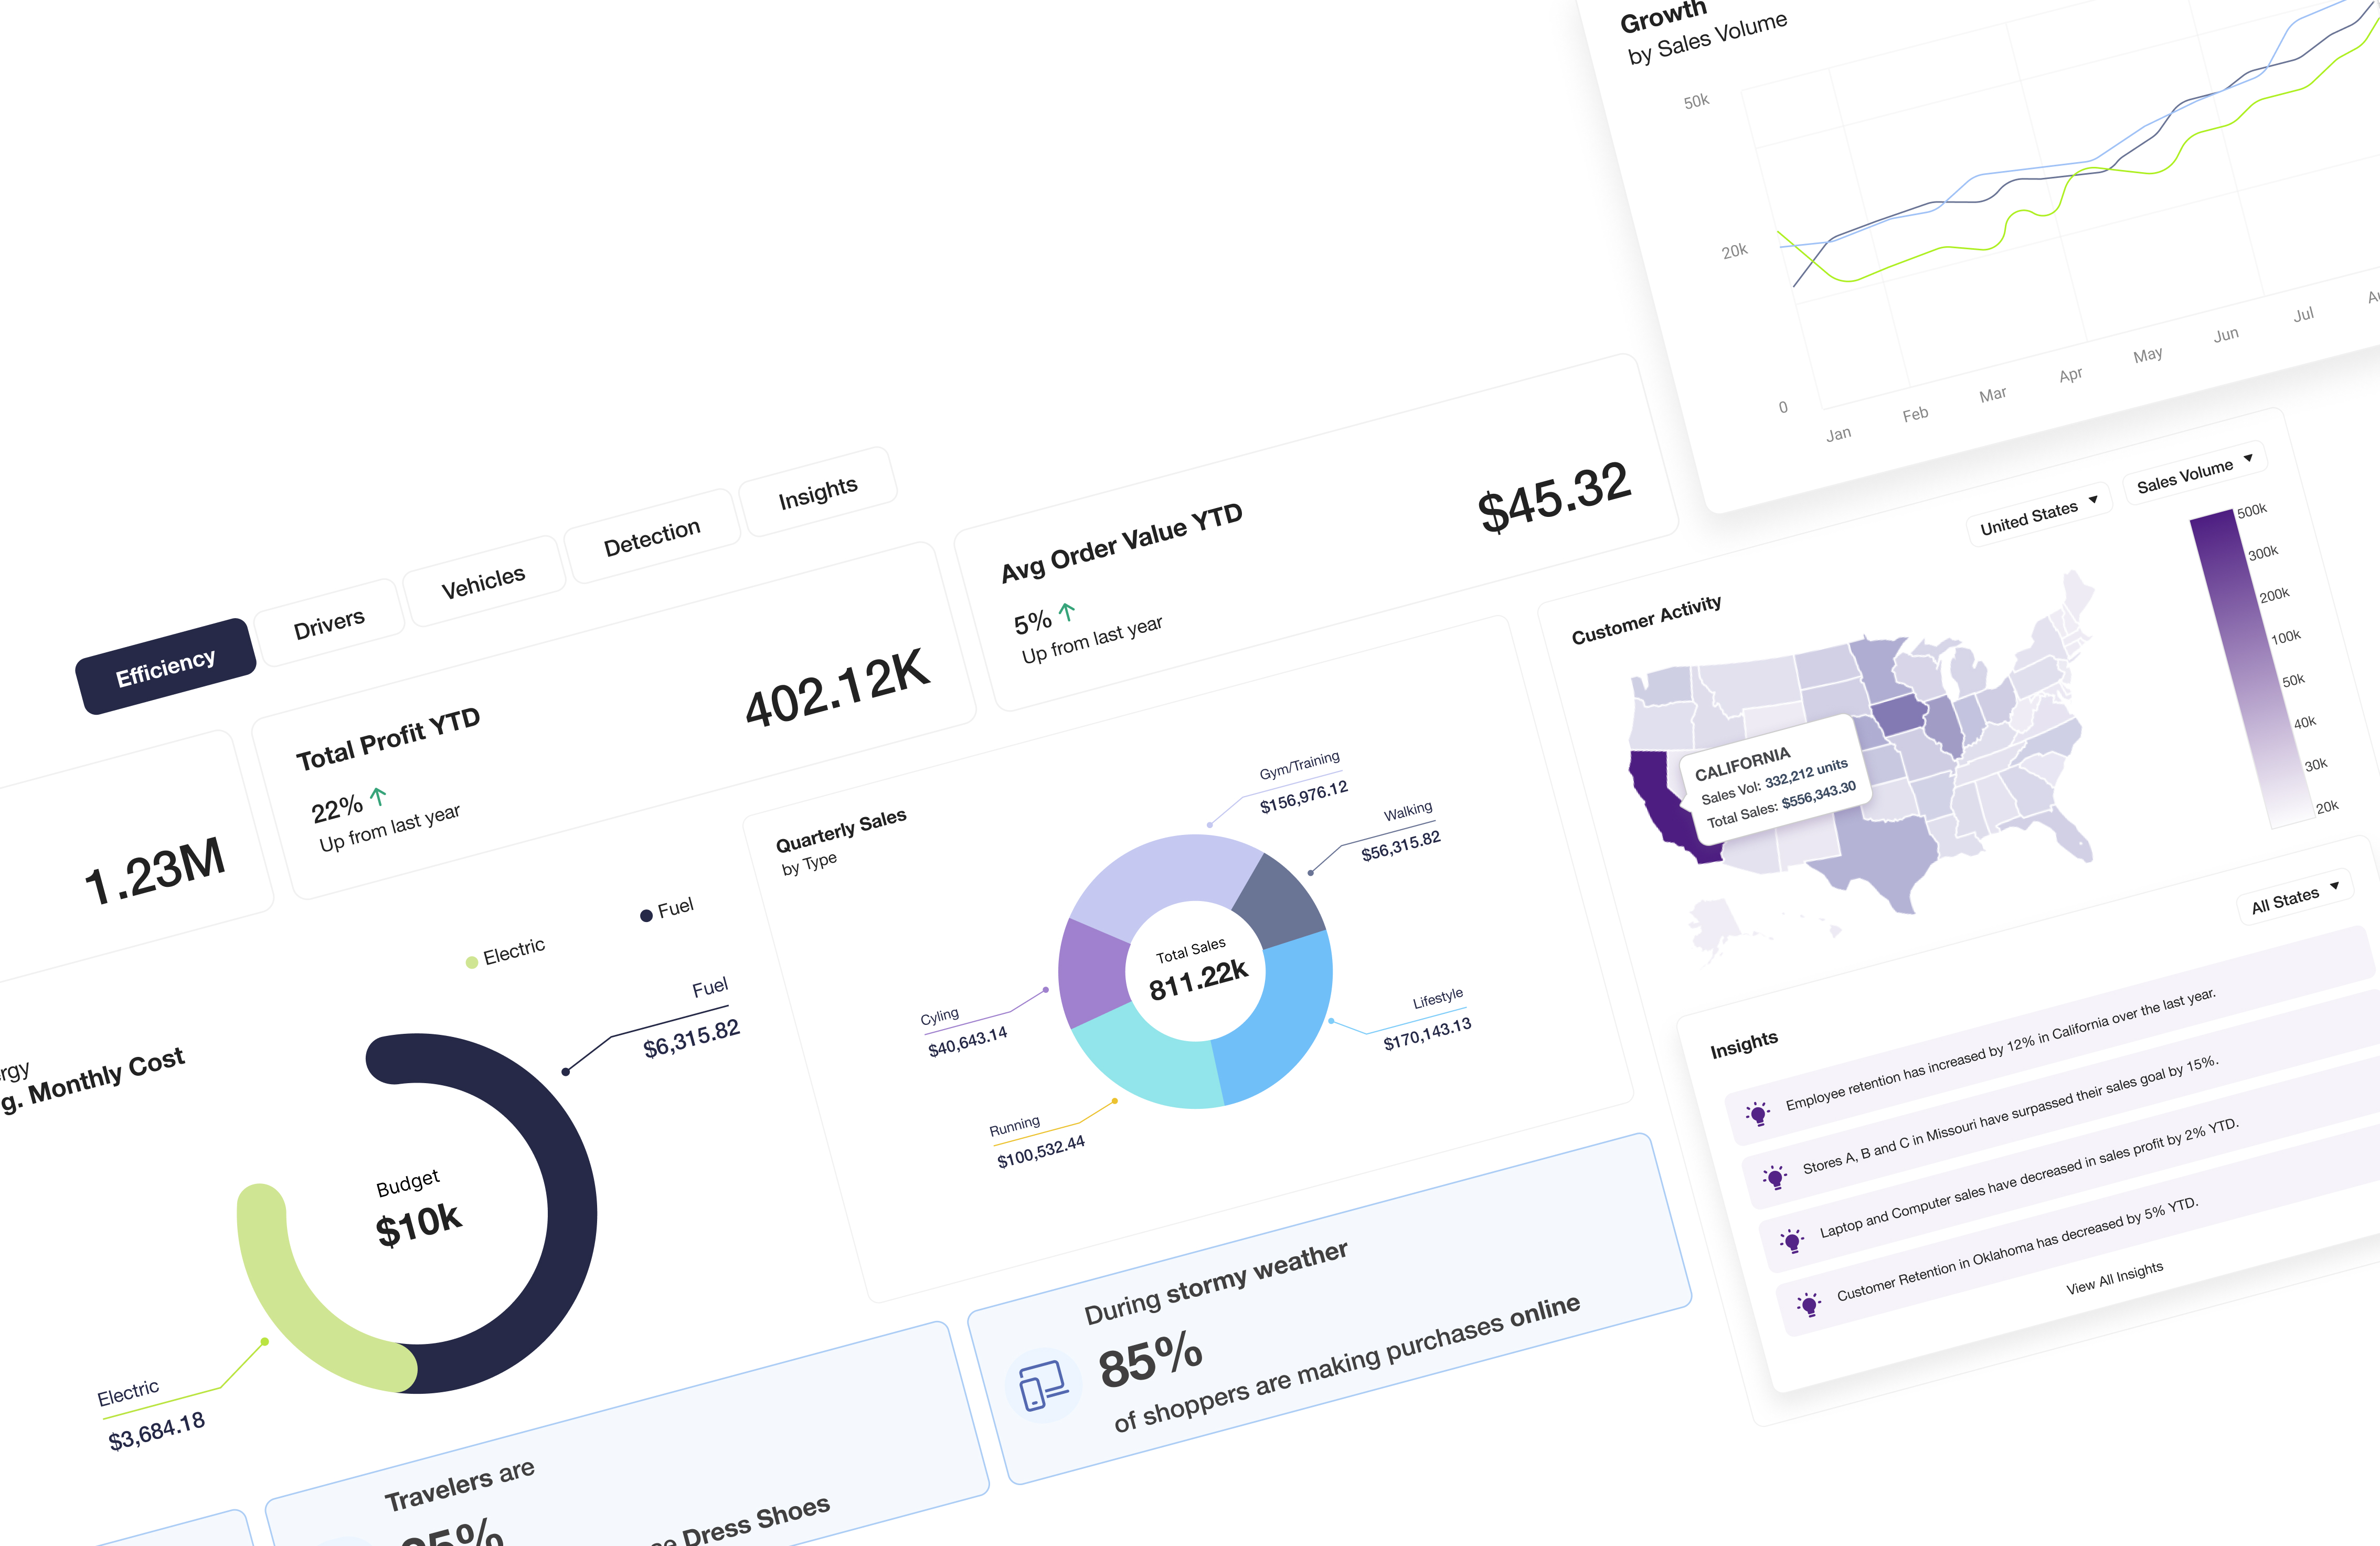 Growth
by Sales Volume
50k
20k
0
Jan
Feb
Mar
Apr
May
Jun
Jul
Efficiency
Drivers
Vehicles
Detection
Insights
1.23M
Total Profit YTD
22%
Up from last year
402.12K
Avg Order Value YTD
5%
Up from last year
$45.32
Monthly Cost
Electric
Fuel
Fuel
$6,315.82
Budget
$10k
Electric
$3,684.18
Quarterly Sales
by Type
Gym/Training
$156,976.12
Walking
$56,315.82
Total Sales
811.22k
Lifestyle
$170,143.13
Cyling
$40,643.14
Running
$100,532.44
Customer Activity
United States
Sales Volume
CALIFORNIA
Sales Vol: 332,212 units
Total Sales: $556,343.30
500k
300k
200k
100k
50k
40k
30k
20k
All States
Insights
Employee retention has increased by 12% in California over the last year.
Stores A, B and C in Missouri have surpassed their sales goal by 15%.
Laptop and Computer sales have decreased in sales profit by 2% YTD.
Customer Retention in Oklahoma has decreased by 5% YTD.
View All Insights
During stormy weather
85%
of shoppers are making purchases online
Travelers are
Dress Shoes